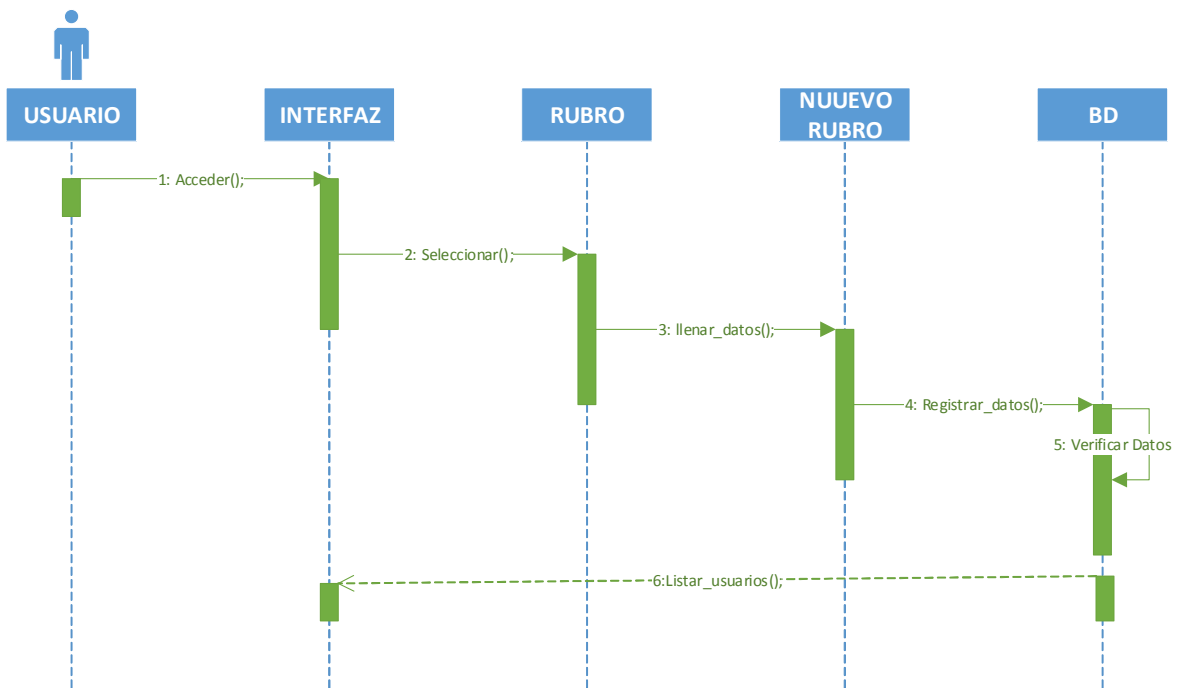 USUARIO
INTERFAZ
RUBRO
NUUEVO
RUBRO
BD
1: Acceder();
2: Seleccionar();
3: llenar_datos();
4: Registrar_datos();
5: Verificar Datos
6:Listar_usuarios();